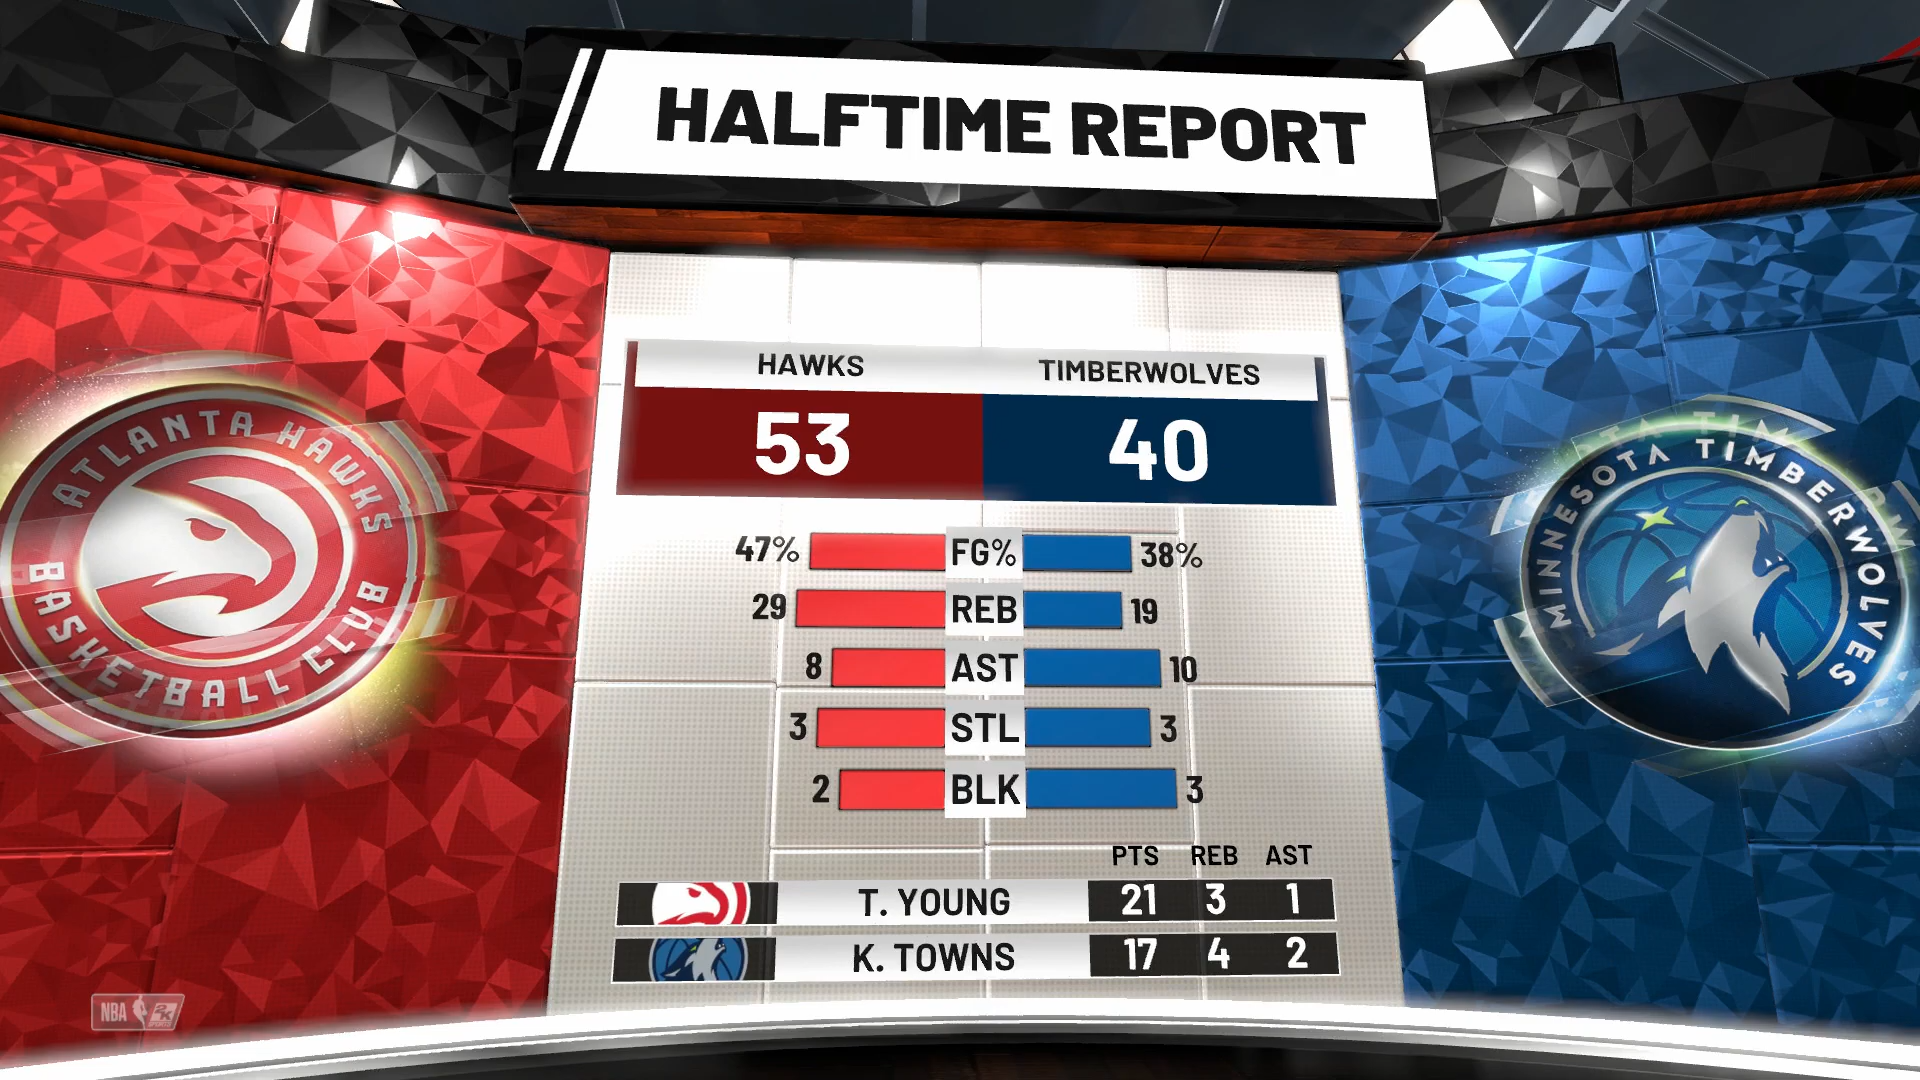 HALFTIME REPORT
HAWKS TIMBERWOLVES
53 40
47% FG% 38%
29 REB 19
8 AST 10
3 STL 3
2 BLK 3
PTS REB AST
T. YOUNG 21 3 1
K. TOWNS 17 4 2
ATLANTA HAWKS
BASKETBALL CLUB
MINNESOTA TIMBERWOLVES
NBA 2K
SPORTS